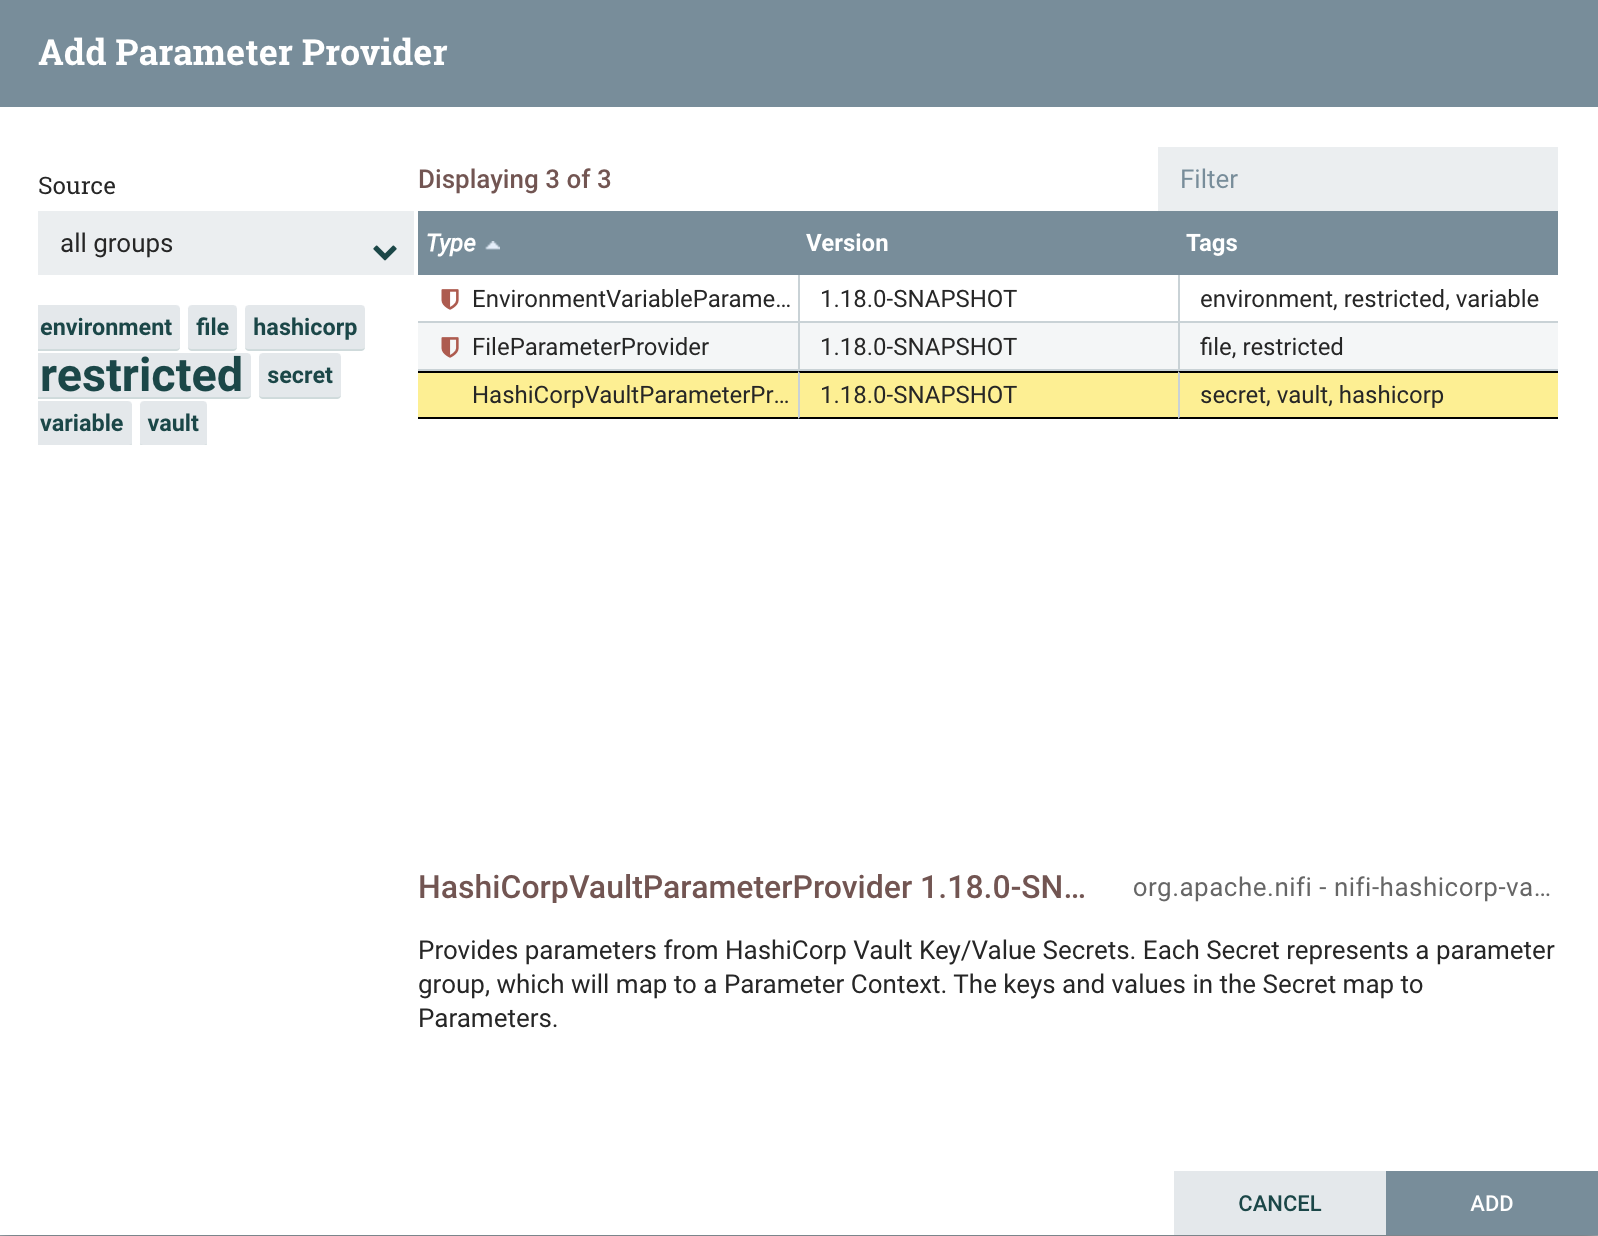 Add Parameter Provider
Source
all groups
environment file hashicorp
restricted secret
variable vault
Displaying 3 of 3
Filter
Type Version Tags
EnvironmentVariableParame... 1.18.0-SNAPSHOT environment, restricted, variable
FileParameterProvider 1.18.0-SNAPSHOT file, restricted
HashiCorpVaultParameterPr... 1.18.0-SNAPSHOT secret, vault, hashicorp
HashiCorpVaultParameterProvider 1.18.0-SN... org.apache.nifi - nifi-hashicorp-va...
Provides parameters from HashiCorp Vault Key/Value Secrets. Each Secret represents a parameter
group, which will map to a Parameter Context. The keys and values in the Secret map to
Parameters.
CANCEL ADD